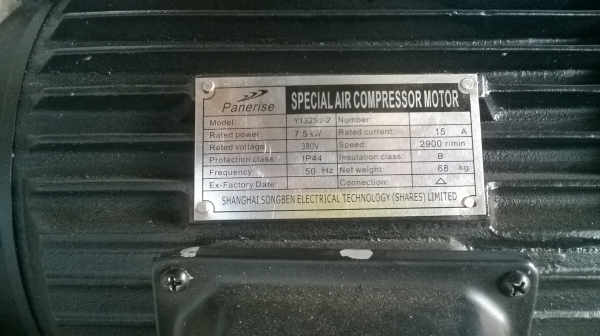 Panerise SPECIAL AIR COMPRESSOR MOTOR
Model: Y132S2-2 Number:
Rated power: 7.5 kW Rated current: 15 A
Rated voltage: 380V Speed: 2900 r/min
Protection class: IP44 Insulation class: B
Frequency: 50 Hz Net weight: 68 kg
Ex-Factory Date: Connection: △
SHANGHAI SONGBEN ELECTRICAL TECHNOLOGY (SHARES) LIMITED